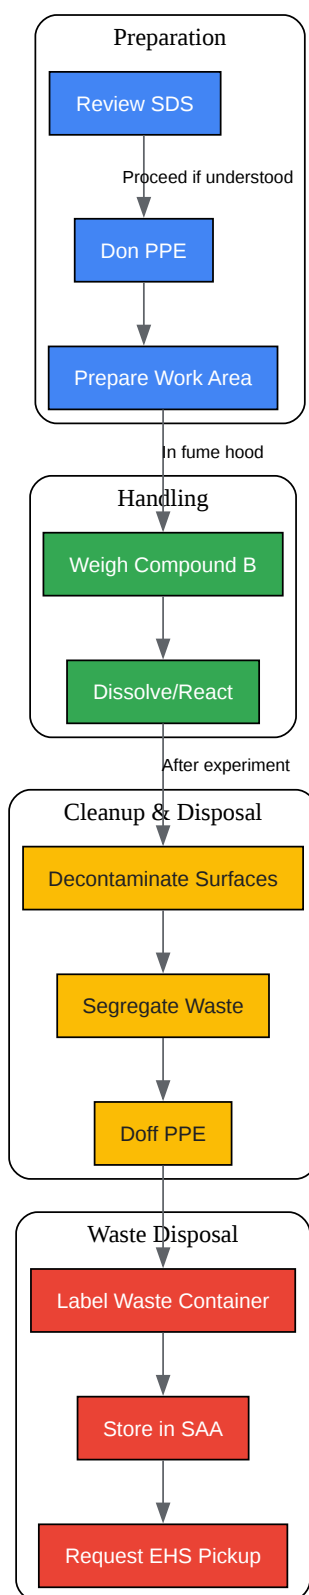 Preparation
Review SDS
Proceed if understood
Don PPE
Prepare Work Area
In fume hood
Handling
Weigh Compound B
Dissolve/React
After experiment
Cleanup & Disposal
Decontaminate Surfaces
Segregate Waste
Doff PPE
Waste Disposal
Label Waste Container
Store in SAA
Request EHS Pickup